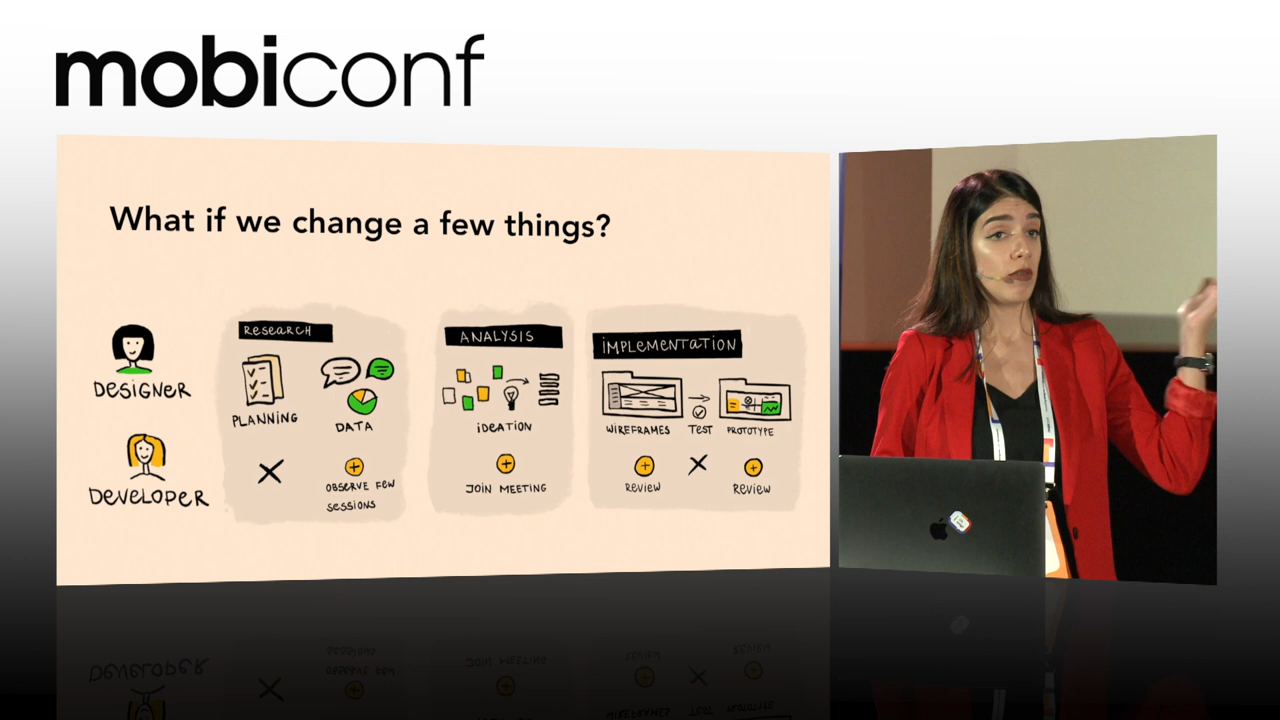 mobiconf
What if we change a few things?
RESEARCH
ANALYSIS
iMPLEMENTATION
DESIGNER
PLANNING
DATA
iDEATION
WIREFRAMES
TEST
PROTOTYPE
DEVELOPER
OBSERVE FEW
SESSIONS
JOIN MEETING
REVIEW
REVIEW